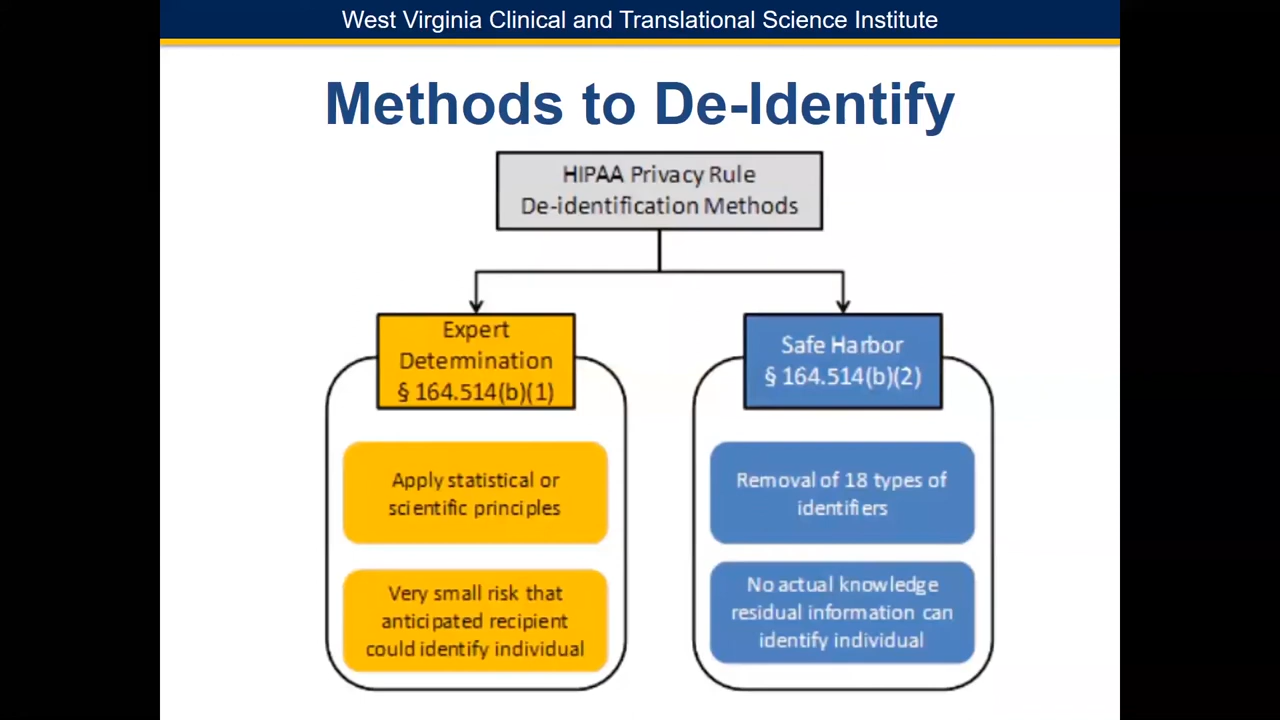 West Virginia Clinical and Translational Science Institute
Methods to De-Identify
HIPAA Privacy Rule
De-identification Methods
Expert
Determination
§ 164.514(b)(1)
Apply statistical or
scientific principles
Very small risk that
anticipated recipient
could identify individual
Safe Harbor
§ 164.514(b)(2)
Removal of 18 types of
identifiers
No actual knowledge
residual information can
identify individual